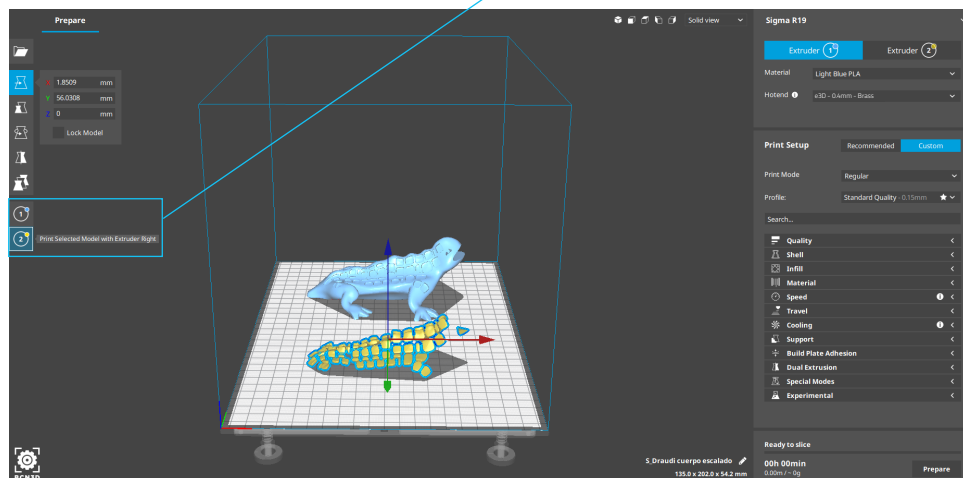 Prepare
Solid view
Sigma R19
Extruder 1
Extruder 2
Material
Light Blue PLA
Hotend
e3D - 0.4mm - Brass
X 1.8509 mm
Y 56.0308 mm
Z 0 mm
Lock Model
Print Setup
Recommended
Custom
Print Mode
Regular
Profile:
Standard Quality - 0.15mm
Search...
1
2
Print Selected Model with Extruder Right
Quality
Shell
Infill
Material
Speed
Travel
Cooling
Support
Build Plate Adhesion
Dual Extrusion
Special Modes
Experimental
Ready to slice
S_Draudi cuerpo escalado
135.0 x 202.0 x 54.2 mm
00h 00min
0.00m / ~ 0g
Prepare
BCN3D